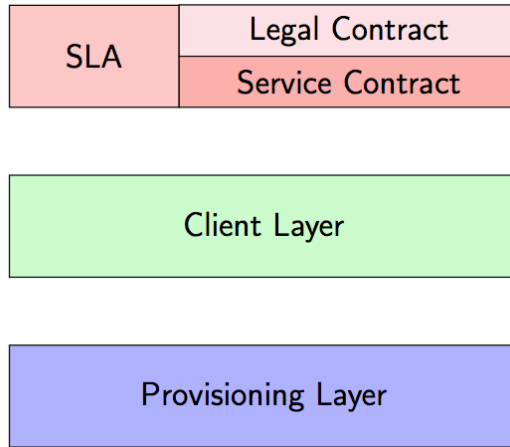 SLA
Legal Contract
Service Contract
Client Layer
Provisioning Layer